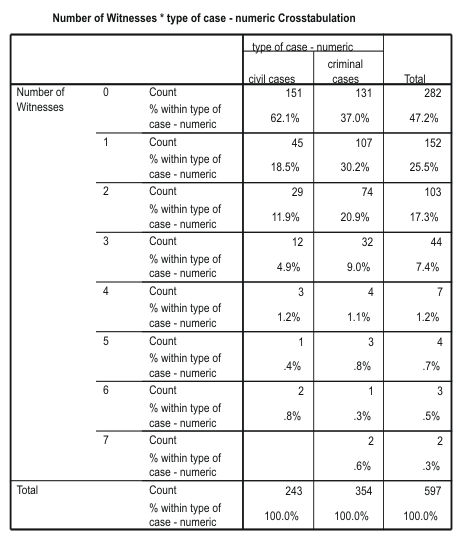 Number of Witnesses * type of case - numeric Crosstabulation
type of case - numeric
civil cases criminal cases Total
Number of Witnesses 0 Count 151 131 282
% within type of case - numeric 62.1% 37.0% 47.2%
1 Count 45 107 152
% within type of case - numeric 18.5% 30.2% 25.5%
2 Count 29 74 103
% within type of case - numeric 11.9% 20.9% 17.3%
3 Count 12 32 44
% within type of case - numeric 4.9% 9.0% 7.4%
4 Count 3 4 7
% within type of case - numeric 1.2% 1.1% 1.2%
5 Count 1 3 4
% within type of case - numeric .4% .8% .7%
6 Count 2 1 3
% within type of case - numeric .8% .3% .5%
7 Count 2 2
% within type of case - numeric .6% .3%
Total Count 243 354 597
% within type of case - numeric 100.0% 100.0% 100.0%